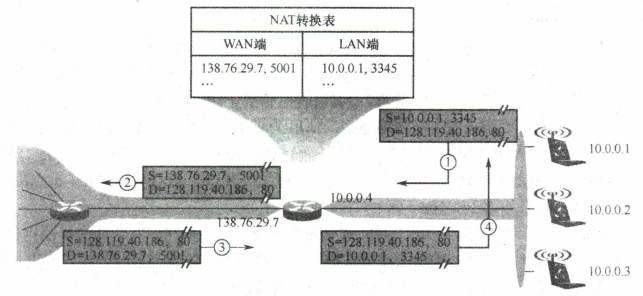 NAT转换表
WAN端 LAN端
138.76.29.7, 5001 10.0.0.1, 3345
… …
S=10.0.0.1, 3345
D=128.119.40.186, 80
①
10.0.0.1
S=138.76.29.7, 5001
D=128.119.40.186, 80
②
10.0.0.4
10.0.0.2
138.76.29.7
④
S=128.119.40.186, 80
D=138.76.29.7, 5001
③
S=128.119.40.186, 80
D=10.0.0.1, 3345
10.0.0.3